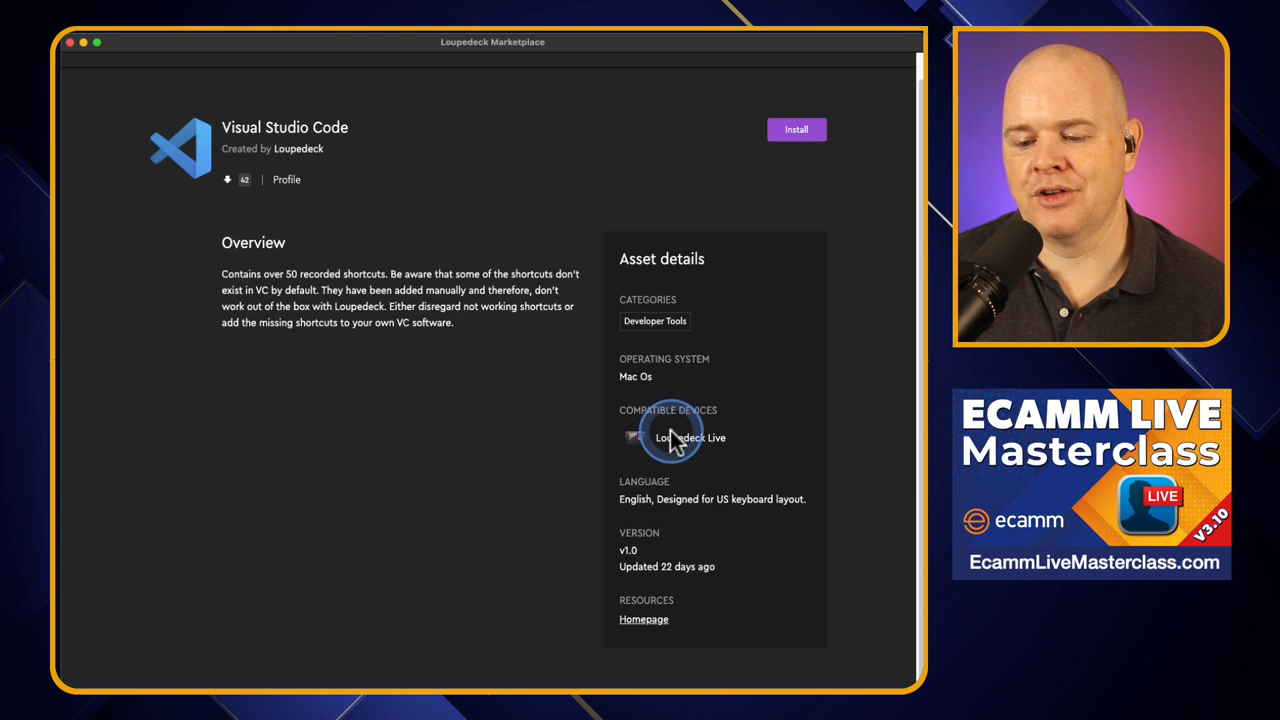 Loupedeck Marketplace
Visual Studio Code
Created by Loupedeck
42 | Profile
Install
Overview
Contains over 50 recorded shortcuts. Be aware that some of the shortcuts don't
exist in VC by default. They have been added manually and therefore, don't
work out of the box with Loupedeck. Either disregard not working shortcuts or
add the missing shortcuts to your own VC software.
Asset details
CATEGORIES
Developer Tools
OPERATING SYSTEM
Mac Os
COMPATIBLE DEVICES
Loupedeck Live
LANGUAGE
English, Designed for US keyboard layout.
VERSION
v1.0
Updated 22 days ago
RESOURCES
Homepage
ECAMM LIVE
Masterclass
LIVE
ecamm
v3.10
EcammLiveMasterclass.com